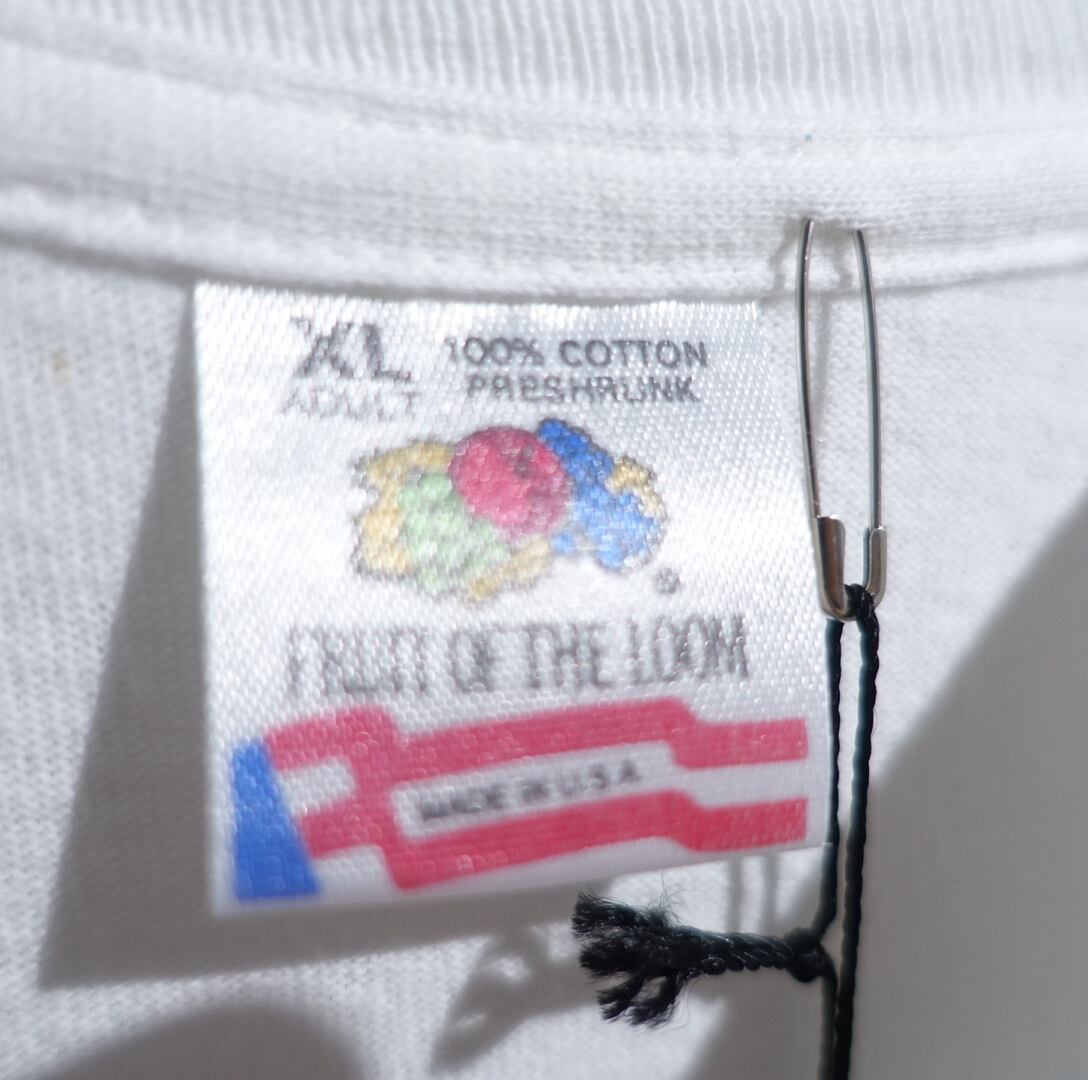 XL
ADULT
100% COTTON
PRESHRUNK
®
FRUIT OF THE LOOM
MADE IN U.S.A